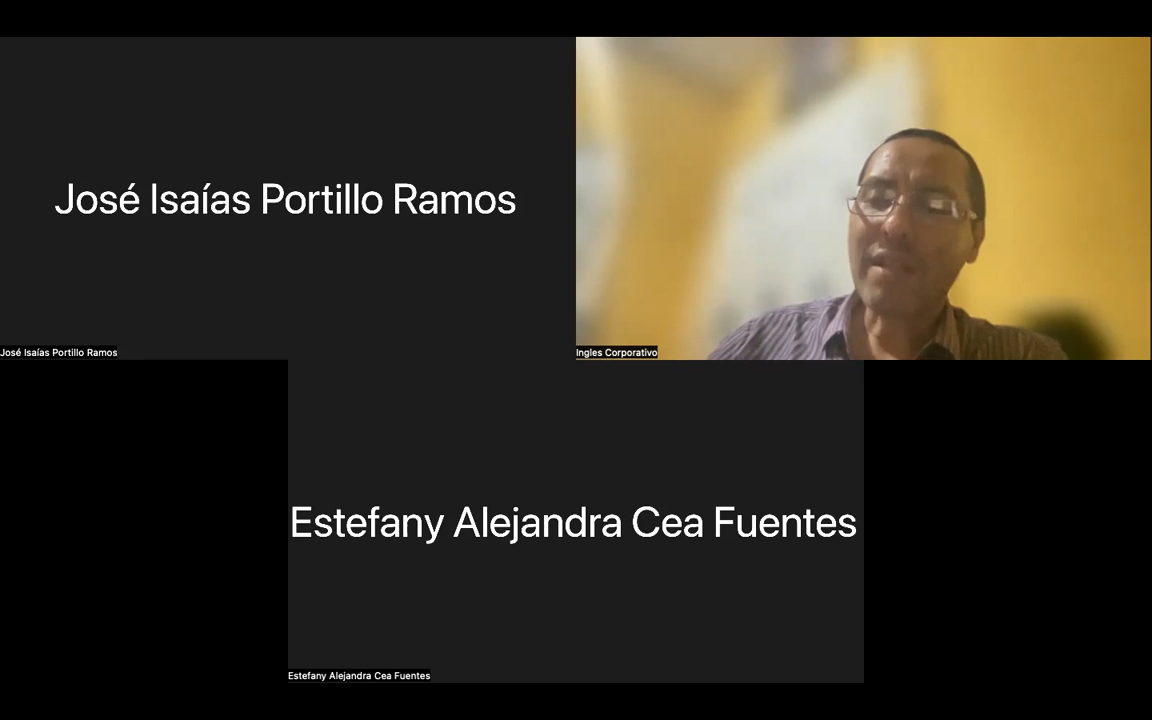 José Isaías Portillo Ramos
José Isaías Portillo Ramos
Ingles Corporativo
Estefany Alejandra Cea Fuentes
Estefany Alejandra Cea Fuentes